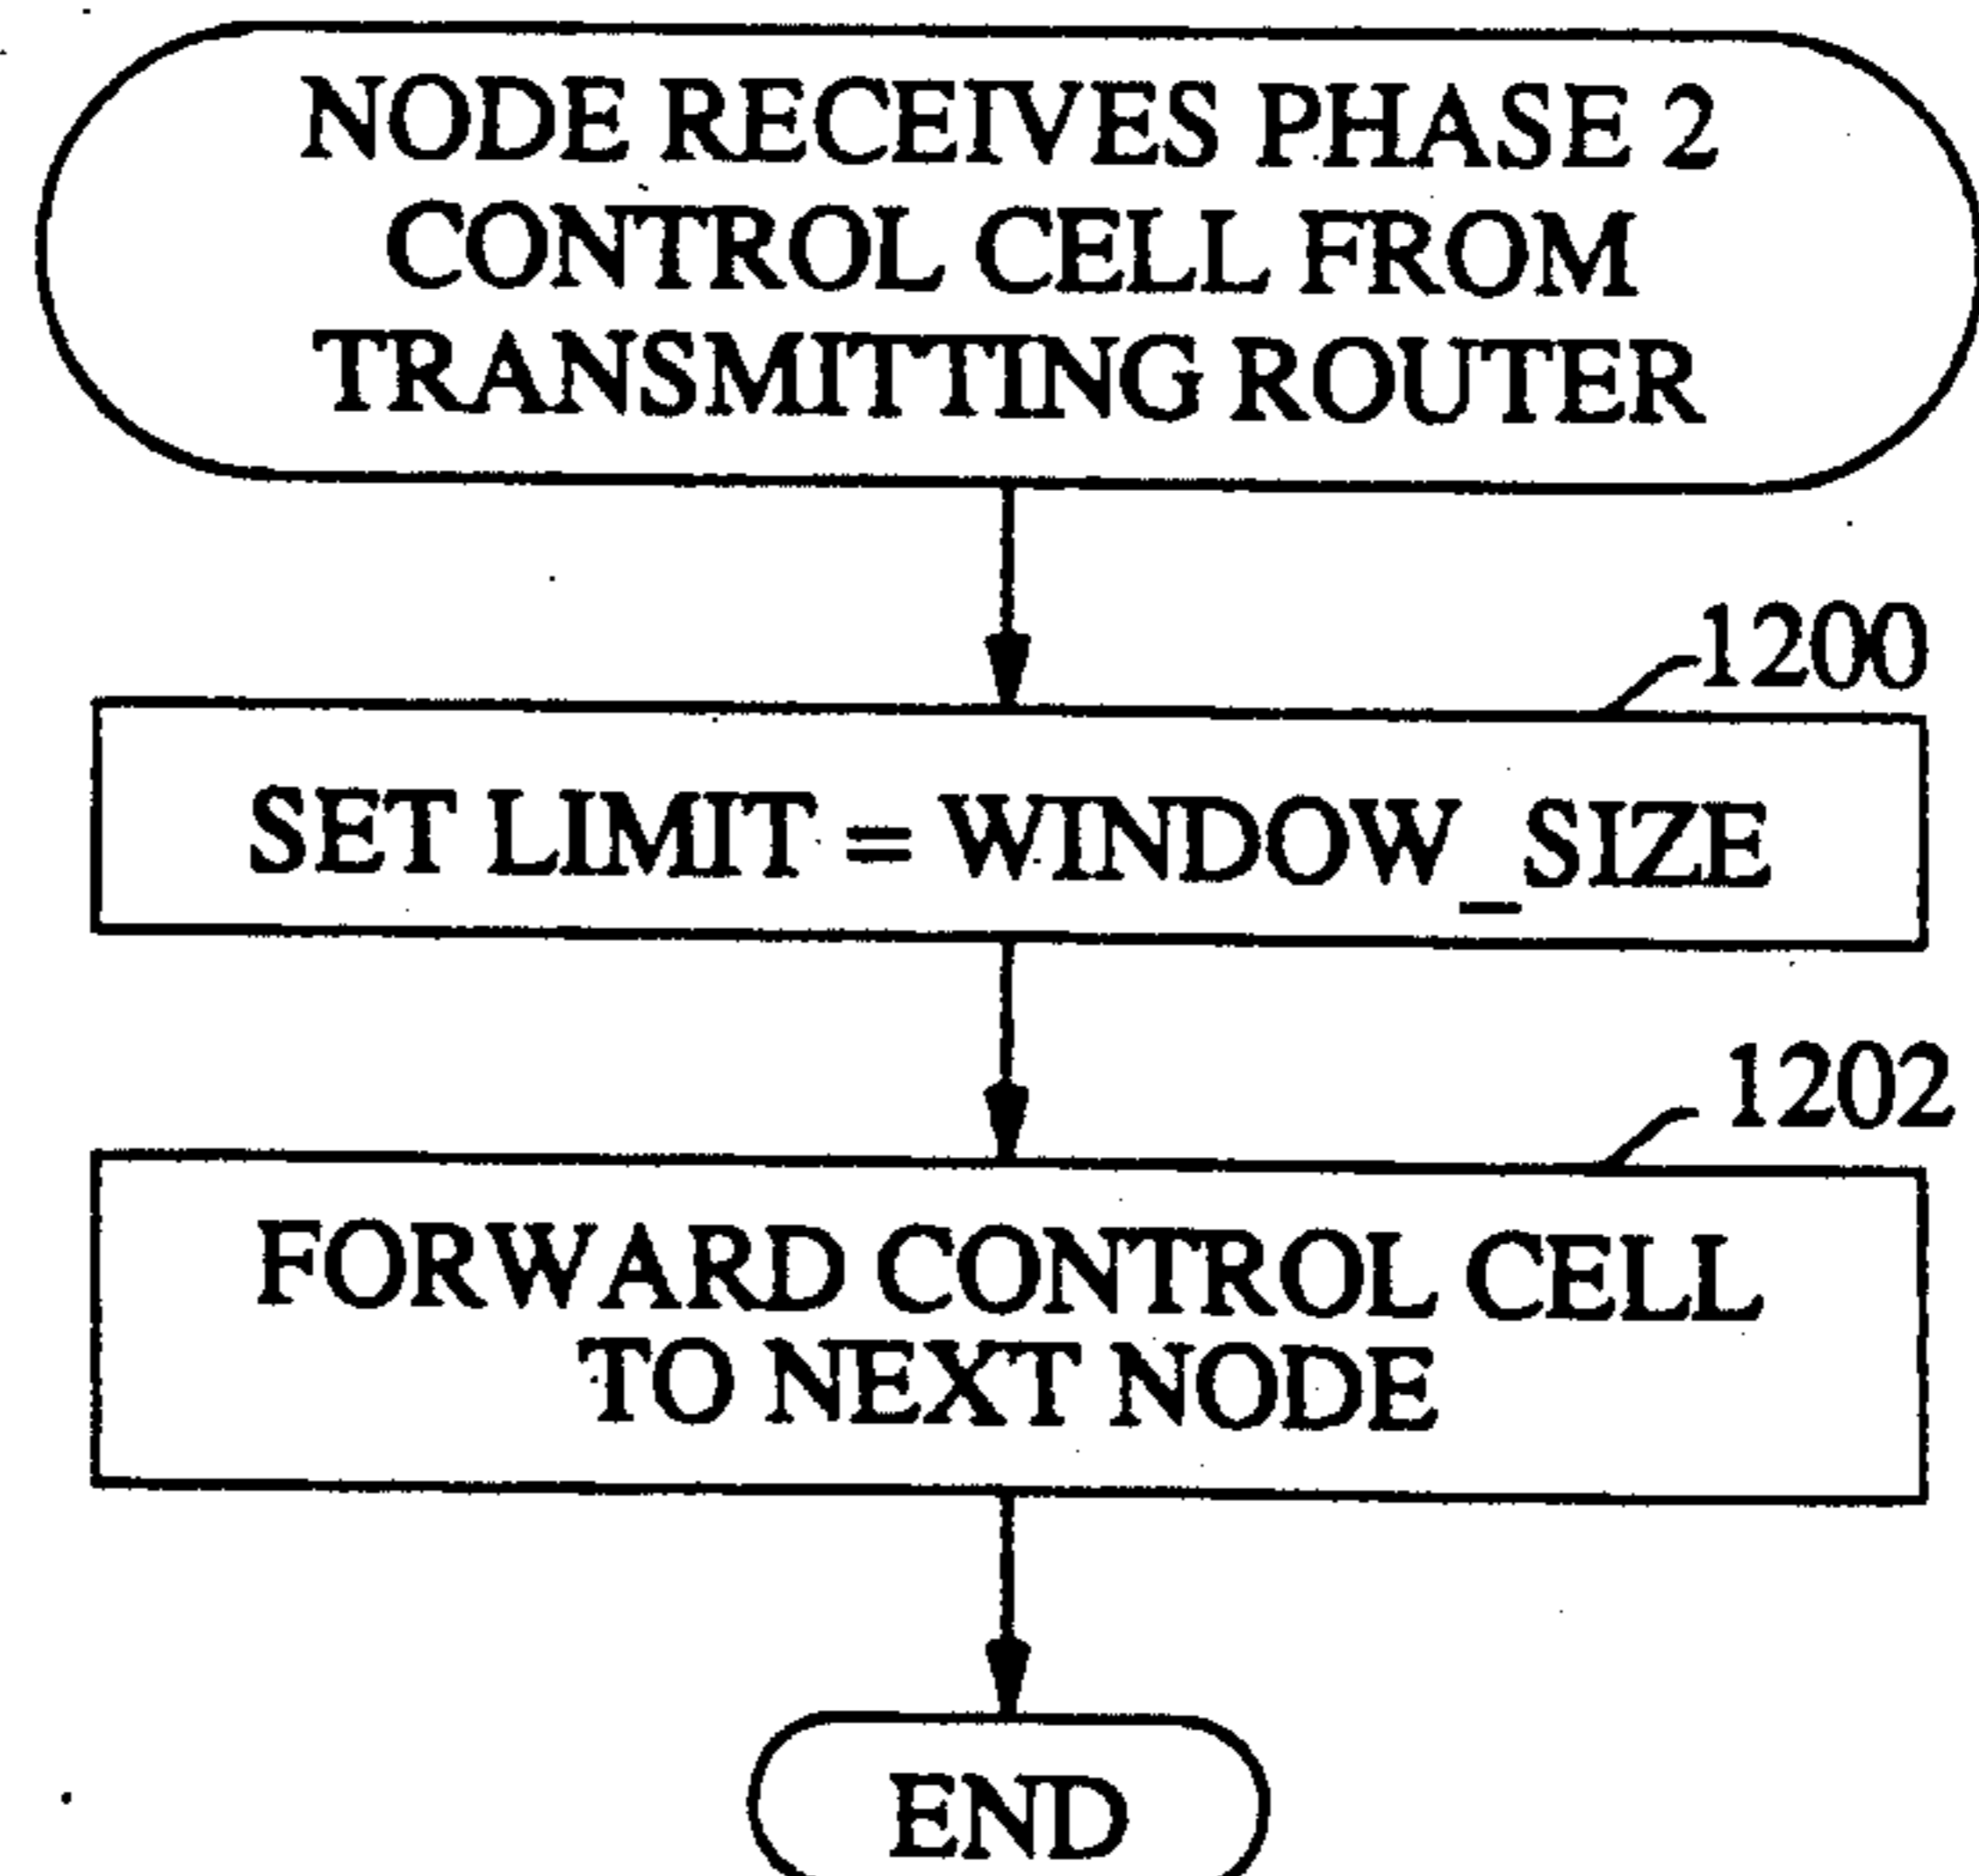 NODE RECEIVES PHASE 2
CONTROL CELL FROM
TRANSMITTING ROUTER
1200
SET LIMIT = WINDOW_SIZE
1202
FORWARD CONTROL CELL
TO NEXT NODE
END